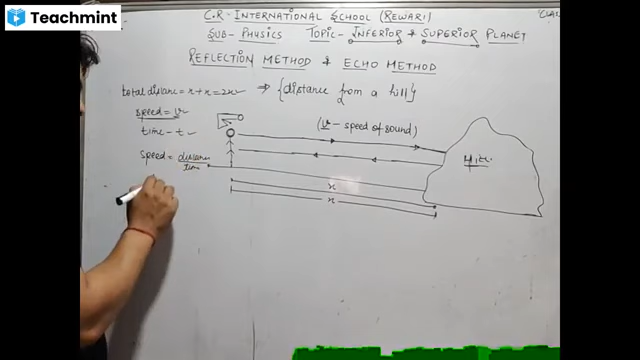 Teachmint
C.R-INTERNATIONAL SCHOOL (REWARI)
SUB-PHYSICS TOPIC-INFERIOR & SUPERIOR PLANET
REFLECTION METHOD & ECHO METHOD
total distance = x+x = 2x ⇒ {distance from a hill}
speed = v
time - t
(v - speed of sound)
speed = distance/time
Hill
x
x